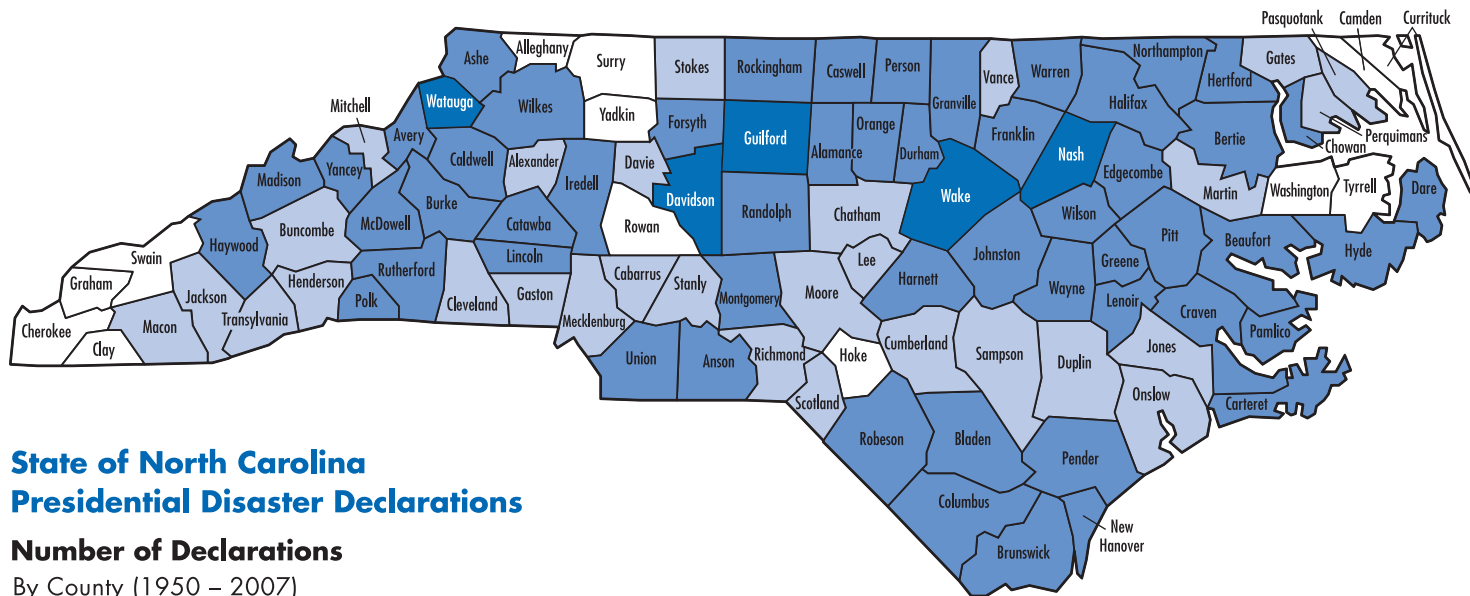 Pasquotank
Camden
Currituck
Alleghany
Ashe
Surry
Stokes
Rockingham
Caswell
Person
Granville
Vance
Warren
Northampton
Hertford
Gates
Mitchell
Watauga
Wilkes
Yadkin
Forsyth
Guilford
Alamance
Orange
Durham
Franklin
Halifax
Nash
Bertie
Perquimans
Chowan
Avery
Caldwell
Alexander
Davie
Iredell
Davidson
Randolph
Chatham
Wake
Edgecombe
Martin
Washington
Tyrrell
Dare
Madison
Yancey
Burke
McDowell
Catawba
Rowan
Wilson
Pitt
Beaufort
Hyde
Swain
Haywood
Buncombe
Lincoln
Lee
Johnston
Greene
Graham
Jackson
Henderson
Rutherford
Polk
Cleveland
Gaston
Cabarrus
Stanly
Montgomery
Moore
Harnett
Wayne
Lenoir
Craven
Pamlico
Cherokee
Clay
Macon
Transylvania
Mecklenburg
Union
Anson
Richmond
Hoke
Cumberland
Sampson
Duplin
Jones
Onslow
Carteret
Scotland
Robeson
Bladen
Pender
Columbus
Brunswick
New
Hanover
State of North Carolina
Presidential Disaster Declarations
Number of Declarations
By County (1950 – 2007)